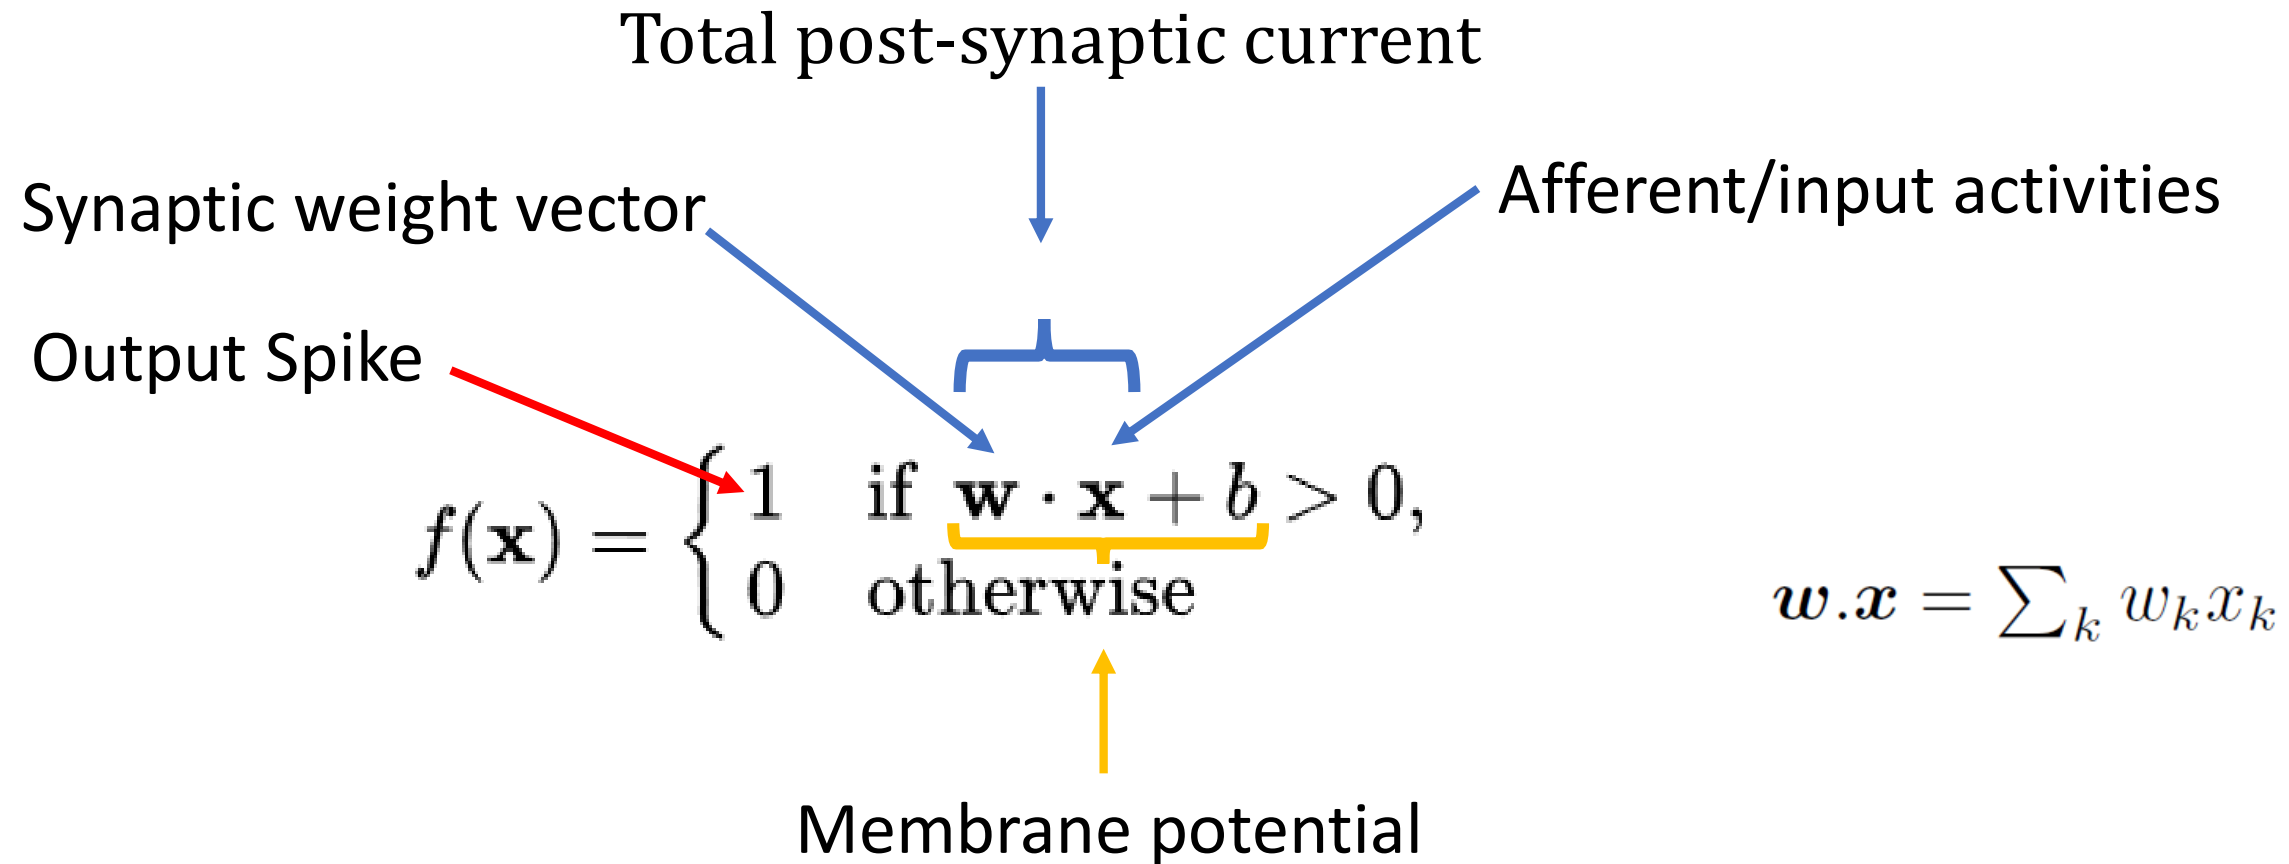 Total post-synaptic current
Synaptic weight vector
Afferent/input activities
Output Spike
f(x) = { 1 if w · x + b > 0,
0 otherwise
w.x = ∑ₖ wₖxₖ
Membrane potential